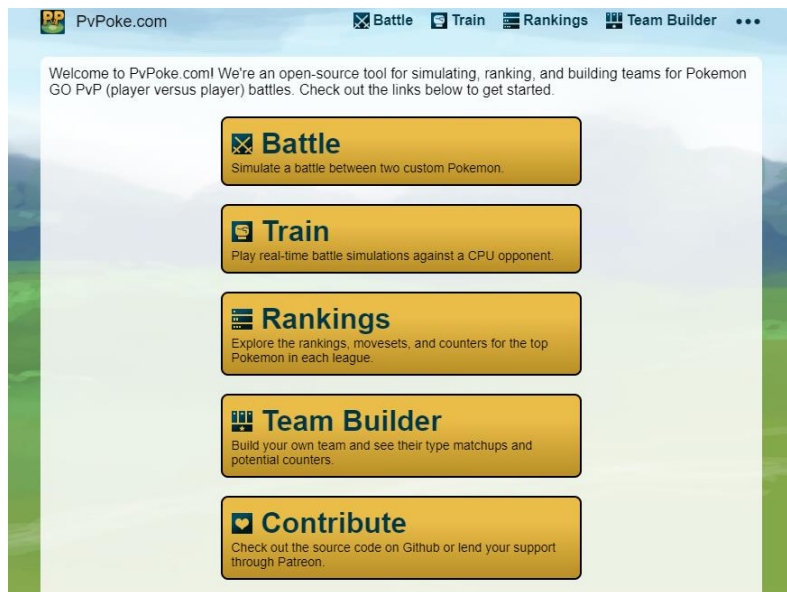 PvPoke.com
Battle
Train
Rankings
Team Builder
Welcome to PvPoke.com! We're an open-source tool for simulating, ranking, and building teams for Pokemon
GO PvP (player versus player) battles. Check out the links below to get started.
Battle
Simulate a battle between two custom Pokemon.
Train
Play real-time battle simulations against a CPU opponent.
Rankings
Explore the rankings, movesets, and counters for the top
Pokemon in each league.
Team Builder
Build your own team and see their type matchups and
potential counters.
Contribute
Check out the source code on Github or lend your support
through Patreon.